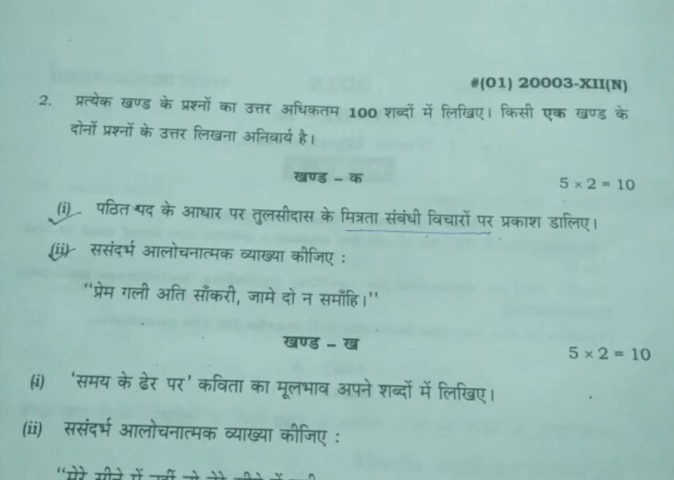 #(01) 20003-XII(N)
2. प्रत्येक खण्ड के प्रश्नों का उत्तर अधिकतम 100 शब्दों में लिखिए। किसी एक खण्ड के
दोनों प्रश्नों के उत्तर लिखना अनिवार्य है।
खण्ड – क
5 × 2 = 10
(i) पठित पद के आधार पर तुलसीदास के मित्रता संबंधी विचारों पर प्रकाश डालिए।
(ii) ससंदर्भ आलोचनात्मक व्याख्या कीजिए :
“प्रेम गली अति साँकरी, जामे दो न समाँहि।’’
खण्ड – ख
5 × 2 = 10
(i) ‘समय के ढेर पर’ कविता का मूलभाव अपने शब्दों में लिखिए।
(ii) ससंदर्भ आलोचनात्मक व्याख्या कीजिए :
“मेरे सीने में नहीं तो तेरे सीने में सही